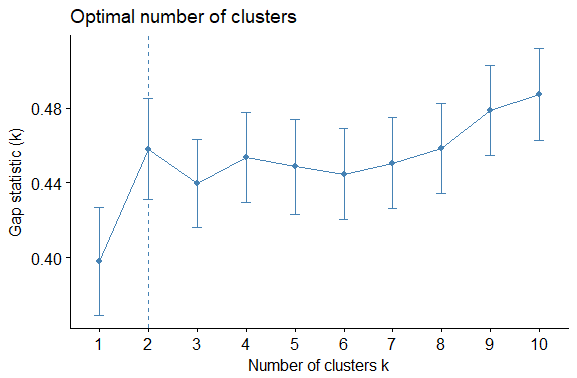 Optimal number of clusters
Gap statistic (k)
0.48
0.44
0.40
1 2 3 4 5 6 7 8 9 10
Number of clusters k